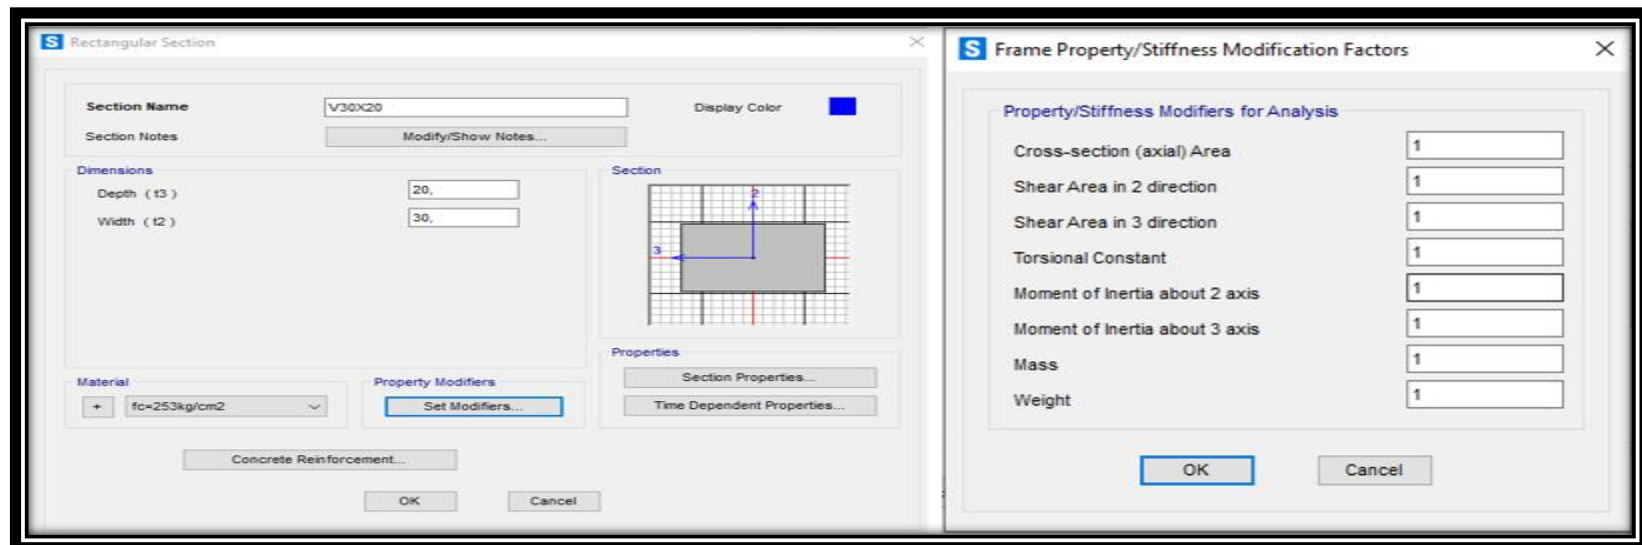 S Rectangular Section
Section Name V30X20 Display Color
Section Notes Modify/Show Notes...
Dimensions
Depth ( t3 ) 20,
Width ( t2 ) 30,
Section
2
3
Properties
Section Properties...
Time Dependent Properties...
Material
+ fc=253kg/cm2
Property Modifiers
Set Modifiers...
Concrete Reinforcement...
OK Cancel
S Frame Property/Stiffness Modification Factors
Property/Stiffness Modifiers for Analysis
Cross-section (axial) Area 1
Shear Area in 2 direction 1
Shear Area in 3 direction 1
Torsional Constant 1
Moment of Inertia about 2 axis 1
Moment of Inertia about 3 axis 1
Mass 1
Weight 1
OK Cancel